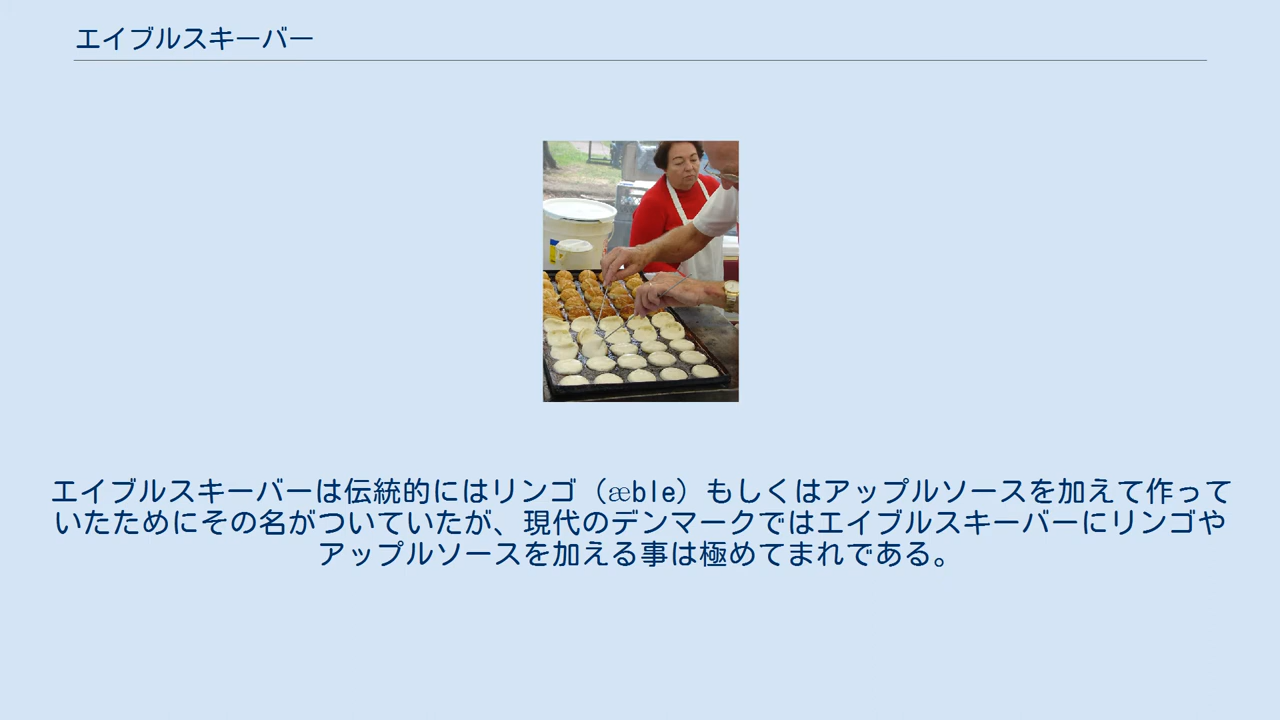 エイブルスキーバー
エイブルスキーバーは伝統的にはリンゴ（æble）もしくはアップルソースを加えて作って
いたためにその名がついていたが、現代のデンマークではエイブルスキーバーにリンゴや
アップルソースを加える事は極めてまれである。